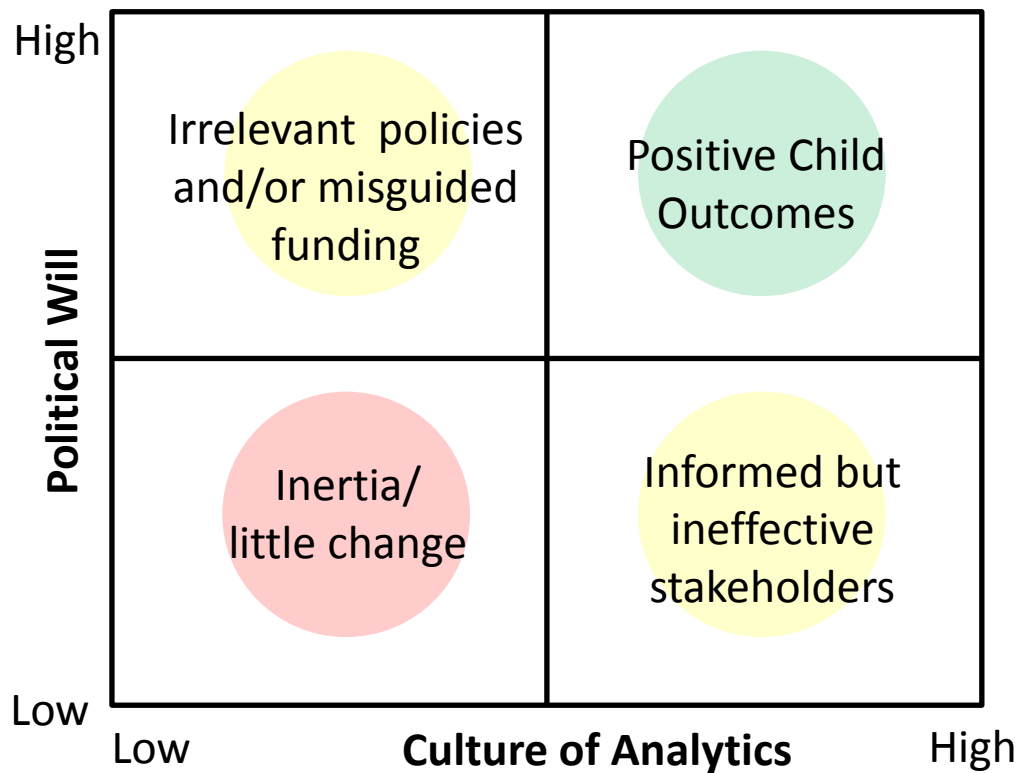 High
Irrelevant policies
and/or misguided
funding
Positive Child
Outcomes
Political Will
Inertia/
little change
Informed but
ineffective
stakeholders
Low
Low
Culture of Analytics
High